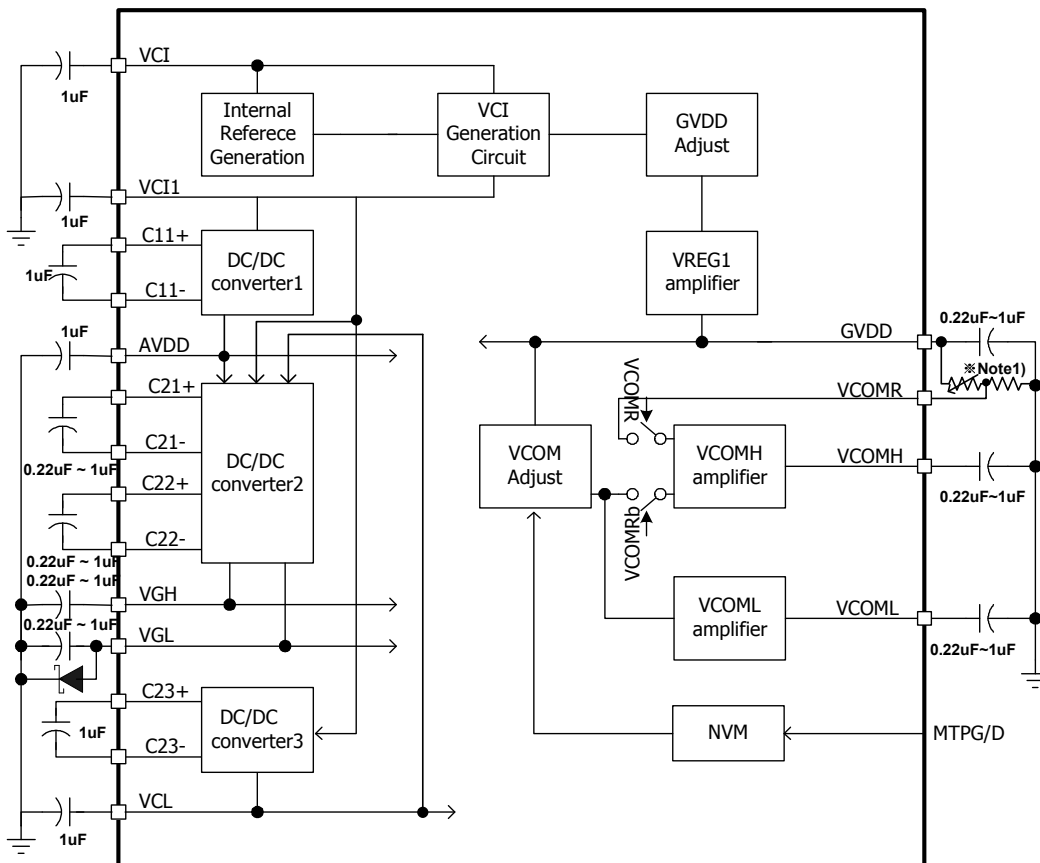 VCI
1uF
Internal
Referece
Generation
VCI
Generation
Circuit
GVDD
Adjust
VCI1
1uF
C11+
1uF
C11-
DC/DC
converter1
VREG1
amplifier
1uF
AVDD
GVDD
0.22uF~1uF
※Note1)
VCOMR
C21+
C21-
0.22uF ~ 1uF
C22+
C22-
0.22uF ~ 1uF
DC/DC
converter2
VCOMR
VCOM
Adjust
VCOMRb
VCOMH
amplifier
VCOMH
0.22uF~1uF
0.22uF ~ 1uF
VGH
0.22uF ~ 1uF
VGL
VCOML
amplifier
VCOML
0.22uF~1uF
C23+
1uF
C23-
DC/DC
converter3
NVM
MTPG/D
VCL
1uF